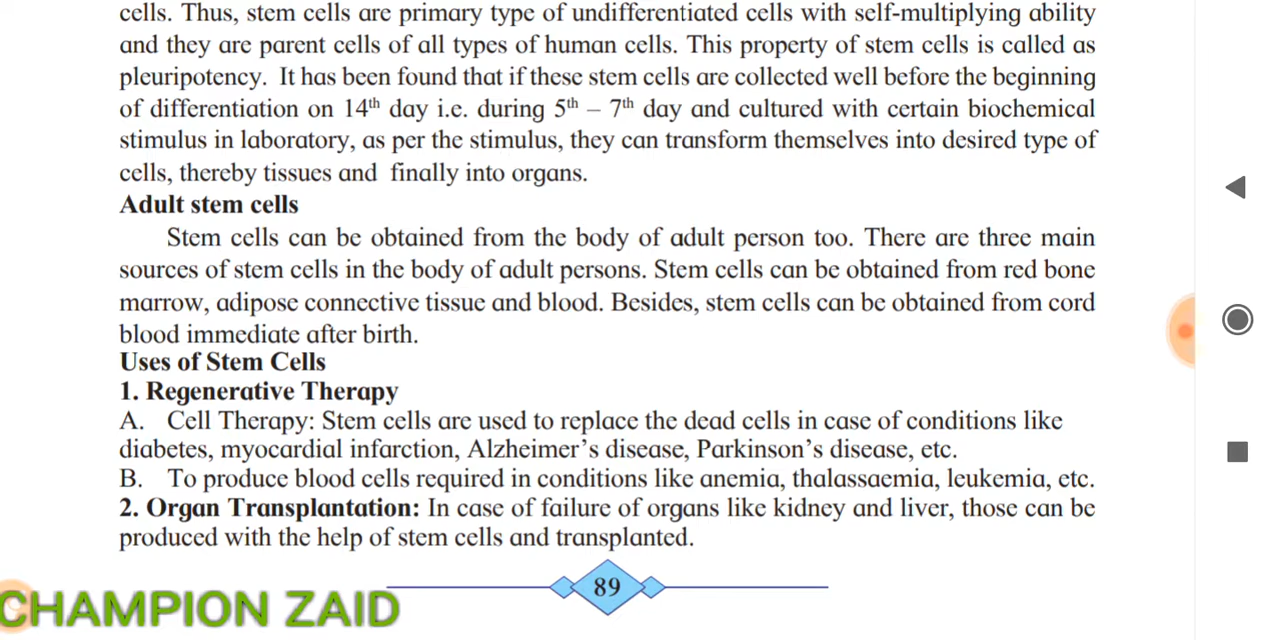 cells. Thus, stem cells are primary type of undifferentiated cells with self-multiplying ability
and they are parent cells of all types of human cells. This property of stem cells is called as
pleuripotency. It has been found that if these stem cells are collected well before the beginning
of differentiation on 14th day i.e. during 5th – 7th day and cultured with certain biochemical
stimulus in laboratory, as per the stimulus, they can transform themselves into desired type of
cells, thereby tissues and finally into organs.
Adult stem cells
Stem cells can be obtained from the body of adult person too. There are three main
sources of stem cells in the body of adult persons. Stem cells can be obtained from red bone
marrow, adipose connective tissue and blood. Besides, stem cells can be obtained from cord
blood immediate after birth.
Uses of Stem Cells
1. Regenerative Therapy
A. Cell Therapy: Stem cells are used to replace the dead cells in case of conditions like
diabetes, myocardial infarction, Alzheimer’s disease, Parkinson’s disease, etc.
B. To produce blood cells required in conditions like anemia, thalassaemia, leukemia, etc.
2. Organ Transplantation: In case of failure of organs like kidney and liver, those can be
produced with the help of stem cells and transplanted.
89
CHAMPION ZAID